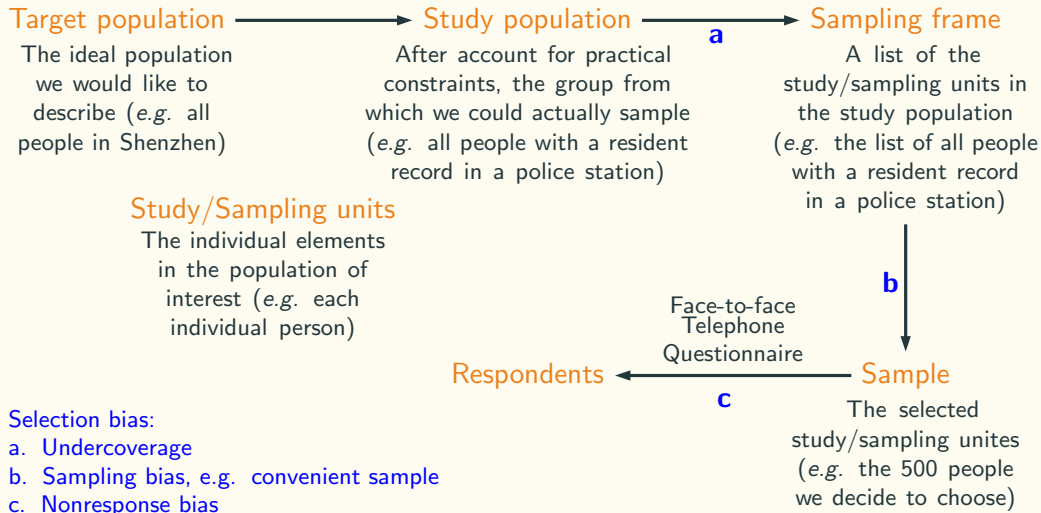 Target population
The ideal population
we would like to
describe (e.g. all
people in Shenzhen)
Study population
After account for practical
constraints, the group from
which we could actually sample
(e.g. all people with a resident
record in a police station)
a
Sampling frame
A list of the
study/sampling units in
the study population
(e.g. the list of all people
with a resident record
in a police station)
Study/Sampling units
The individual elements
in the population of
interest (e.g. each
individual person)
b
Face-to-face
Telephone
Questionnaire
Respondents
c
Sample
The selected
study/sampling unites
(e.g. the 500 people
we decide to choose)
Selection bias:
a. Undercoverage
b. Sampling bias, e.g. convenient sample
c. Nonresponse bias